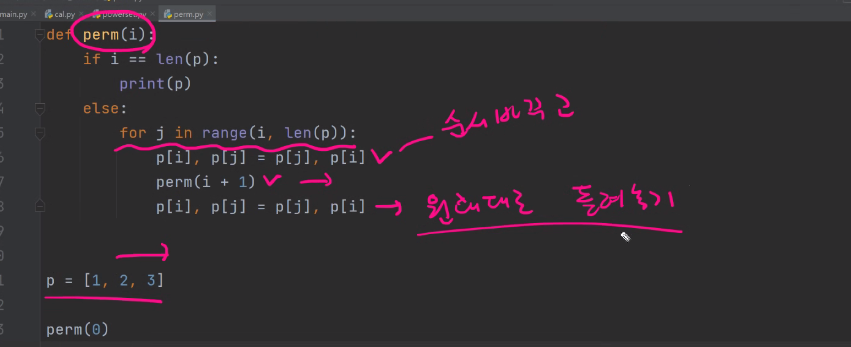 main.py cal.py powerset.py perm.py
1 def perm(i):
2 if i == len(p):
3 print(p)
4 else:
5 for j in range(i, len(p)):
6 p[i], p[j] = p[j], p[i]
순서바꾸고
7 perm(i + 1)
8 p[i], p[j] = p[j], p[i]
원래대로 돌려놓기
9
0
1 p = [1, 2, 3]
2
3 perm(0)